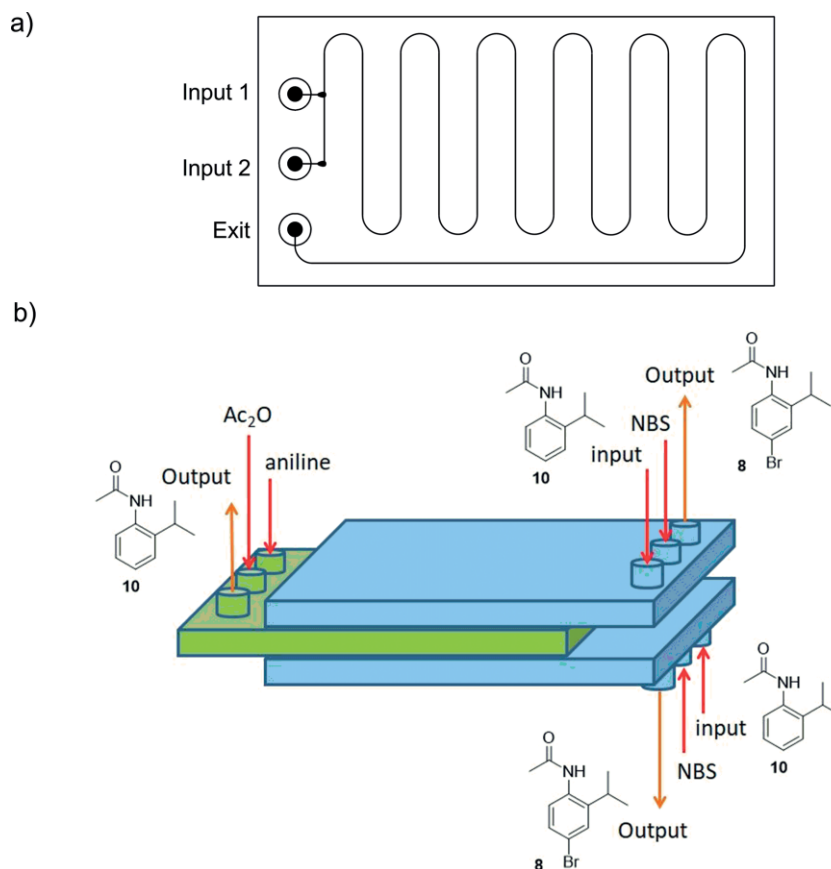 a)
Input 1
Input 2
Exit
b)
O
NH
10
Output
Ac₂O
aniline
O
NH
10
input
NBS
Output
O
NH
8
Br
O
NH
10
input
NBS
Output
O
NH
8
Br